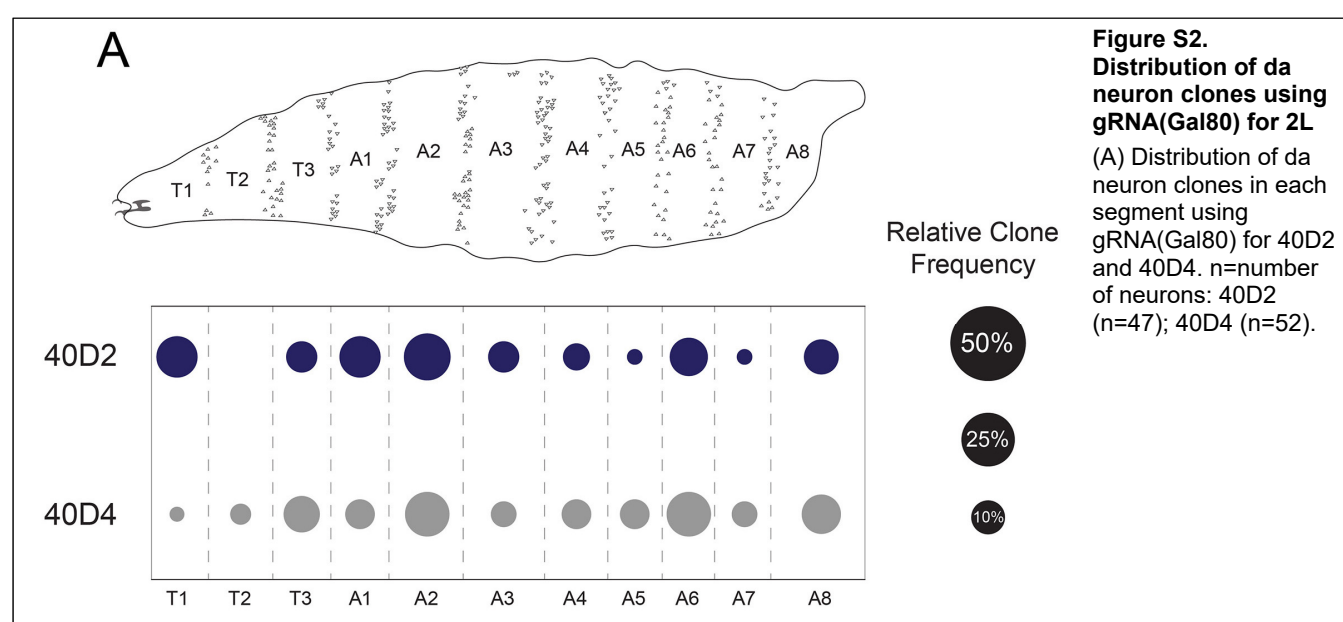 A
T1 T2 T3 A1 A2 A3 A4 A5 A6 A7 A8
Figure S2.
Distribution of da
neuron clones using
gRNA(Gal80) for 2L
(A) Distribution of da
neuron clones in each
segment using
gRNA(Gal80) for 40D2
and 40D4. n=number
of neurons: 40D2
(n=47); 40D4 (n=52).
Relative Clone
Frequency
50%
25%
10%
40D2
40D4
T1 T2 T3 A1 A2 A3 A4 A5 A6 A7 A8